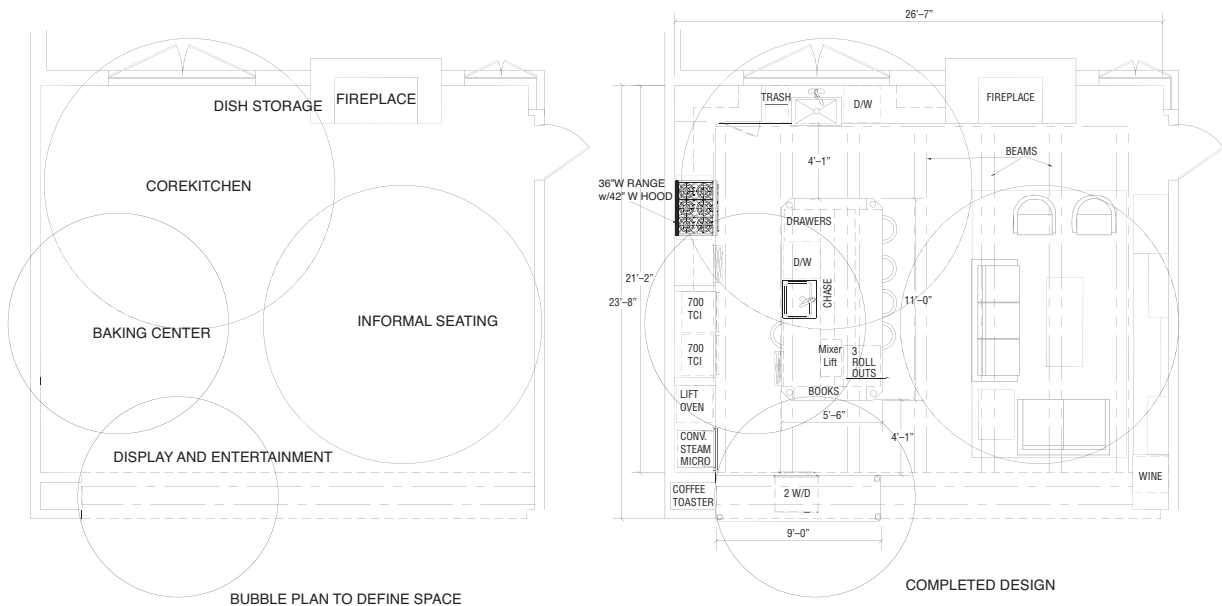 DISH STORAGE
FIREPLACE
COREKITCHEN
BAKING CENTER
INFORMAL SEATING
DISPLAY AND ENTERTAINMENT
BUBBLE PLAN TO DEFINE SPACE
26'–7"
TRASH
D/W
FIREPLACE
BEAMS
4'–1"
36"W RANGE
w/42" W HOOD
DRAWERS
D/W
CHASE
21'–2"
23'–8"
11'–0"
700
TCI
700
TCI
Mixer
Lift
3
ROLL
OUTS
LIFT
OVEN
BOOKS
5'–6"
4'–1"
CONV.
STEAM
MICRO
WINE
COFFEE
TOASTER
2 W/D
9'–0"
COMPLETED DESIGN